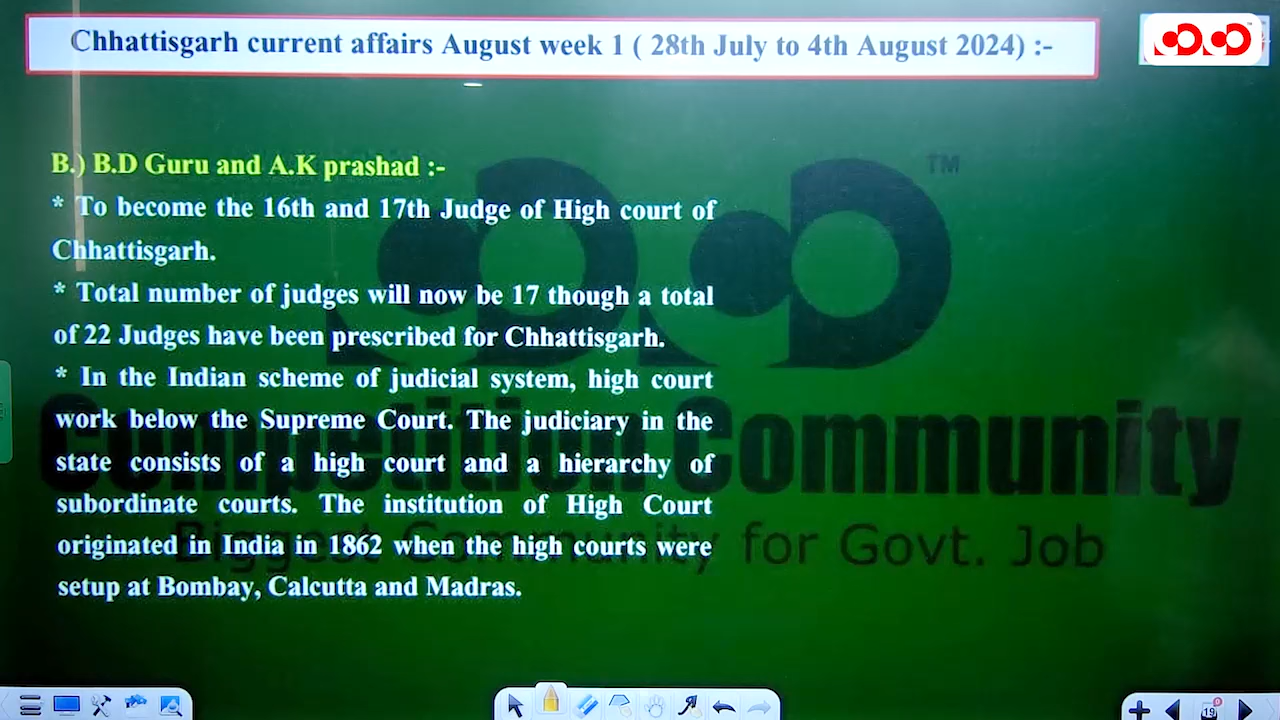 Chhattisgarh current affairs August week 1 ( 28th July to 4th August 2024) :-
B.) B.D Guru and A.K prashad :-
* To become the 16th and 17th Judge of High court of
Chhattisgarh.
* Total number of judges will now be 17 though a total
of 22 Judges have been prescribed for Chhattisgarh.
* In the Indian scheme of judicial system, high court
work below the Supreme Court. The judiciary in the
state consists of a high court and a hierarchy of
subordinate courts. The institution of High Court
originated in India in 1862 when the high courts were
setup at Bombay, Calcutta and Madras.
TM
Competition Community
Biggest Community for Govt. Job
19